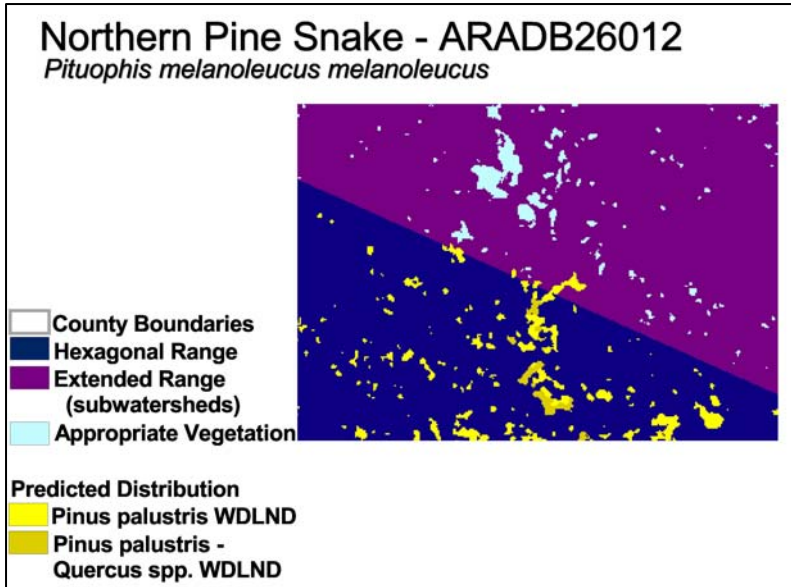 Northern Pine Snake - ARADB26012
Pituophis melanoleucus melanoleucus
County Boundaries
Hexagonal Range
Extended Range
(subwatersheds)
Appropriate Vegetation
Predicted Distribution
Pinus palustris WDLND
Pinus palustris -
Quercus spp. WDLND